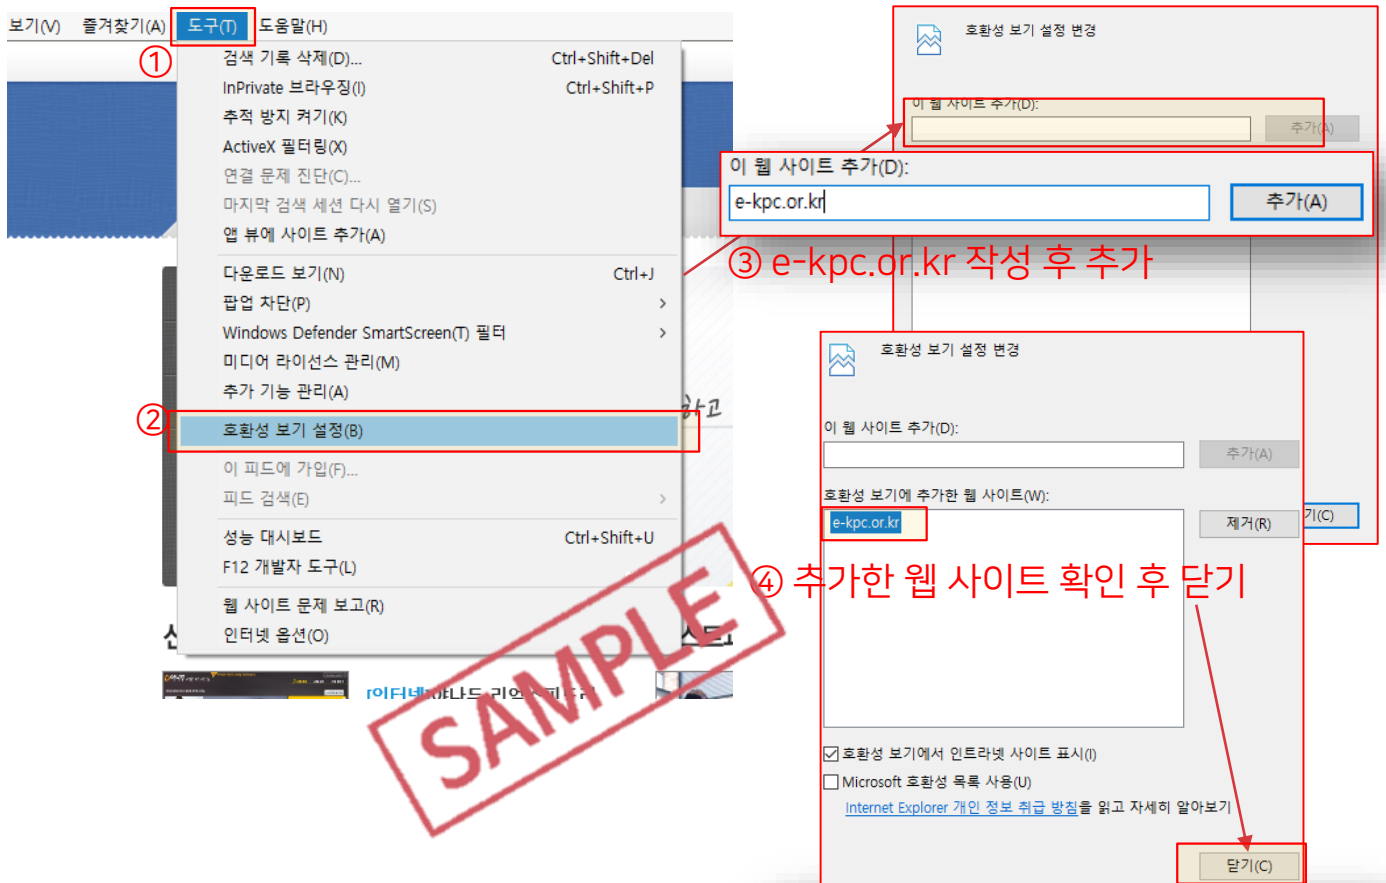 보기(V) 즐겨찾기(A) 도구(T) 도움말(H)
①
검색 기록 삭제(D)... Ctrl+Shift+Del
InPrivate 브라우징(I) Ctrl+Shift+P
추적 방지 켜기(K)
ActiveX 필터링(X)
연결 문제 진단(C)...
마지막 검색 세션 다시 열기(S)
앱 뷰에 사이트 추가(A)
다운로드 보기(N) Ctrl+J
팝업 차단(P) >
Windows Defender SmartScreen(T) 필터 >
미디어 라이선스 관리(M)
추가 기능 관리(A)
②
호환성 보기 설정(B)
하고
이 피드에 가입(F)...
피드 검색(E) >
성능 대시보드 Ctrl+Shift+U
F12 개발자 도구(L)
웹 사이트 문제 보고(R)
인터넷 옵션(O)
SAMPLE
호환성 보기 설정 변경
이 웹 사이트 추가(D):
추가(A)
이 웹 사이트 추가(D):
e-kpc.or.kr 추가(A)
③ e-kpc.or.kr 작성 후 추가
호환성 보기 설정 변경
이 웹 사이트 추가(D):
추가(A)
호환성 보기에 추가한 웹 사이트(W):
e-kpc.or.kr 제거(R)
기(C)
④ 추가한 웹 사이트 확인 후 닫기
호환성 보기에서 인트라넷 사이트 표시(I)
Microsoft 호환성 목록 사용(U)
Internet Explorer 개인 정보 취급 방침을 읽고 자세히 알아보기
닫기(C)